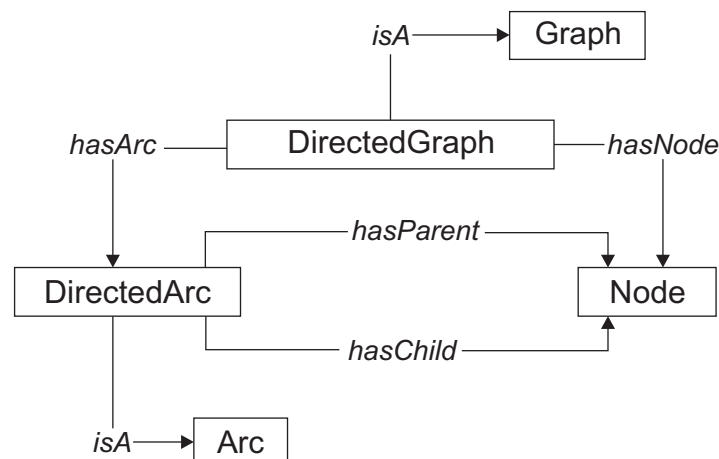 isA
Graph
hasArc
DirectedGraph
hasNode
hasParent
DirectedArc
Node
hasChild
isA
Arc